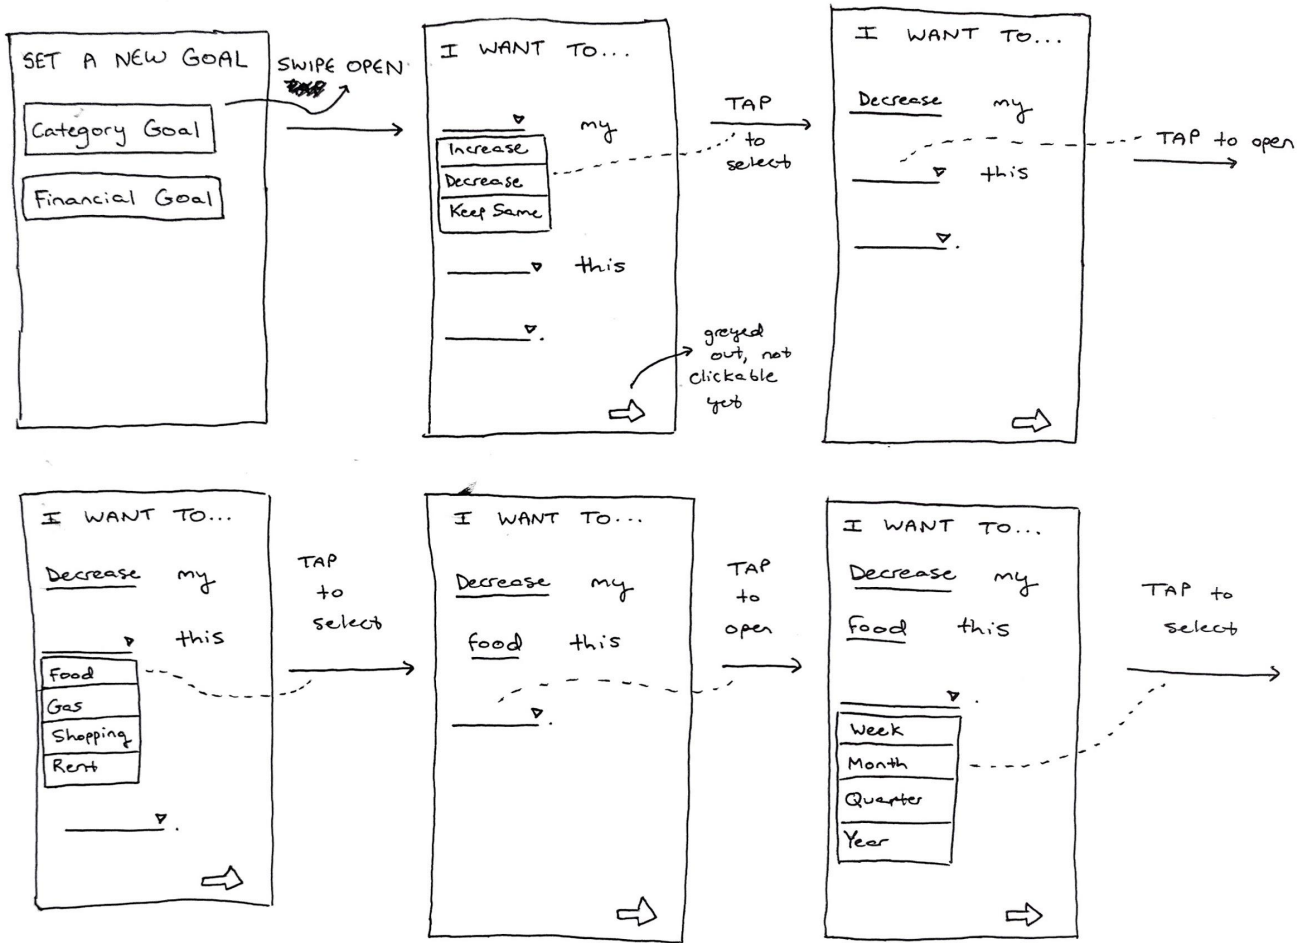 SET A NEW GOAL
Category Goal
Financial Goal
SWIPE OPEN
I WANT TO...
my
Increase
Decrease
Keep Same
this
.
greyed
out, not
clickable
yet
TAP
to
select
I WANT TO...
Decrease my
this
.
TAP to open
I WANT TO...
Decrease my
this
Food
Gas
Shopping
Rent
.
TAP
to
select
I WANT TO...
Decrease my
food this
.
TAP
to
open
I WANT TO...
Decrease my
food this
.
Week
Month
Quarter
Year
TAP to
select